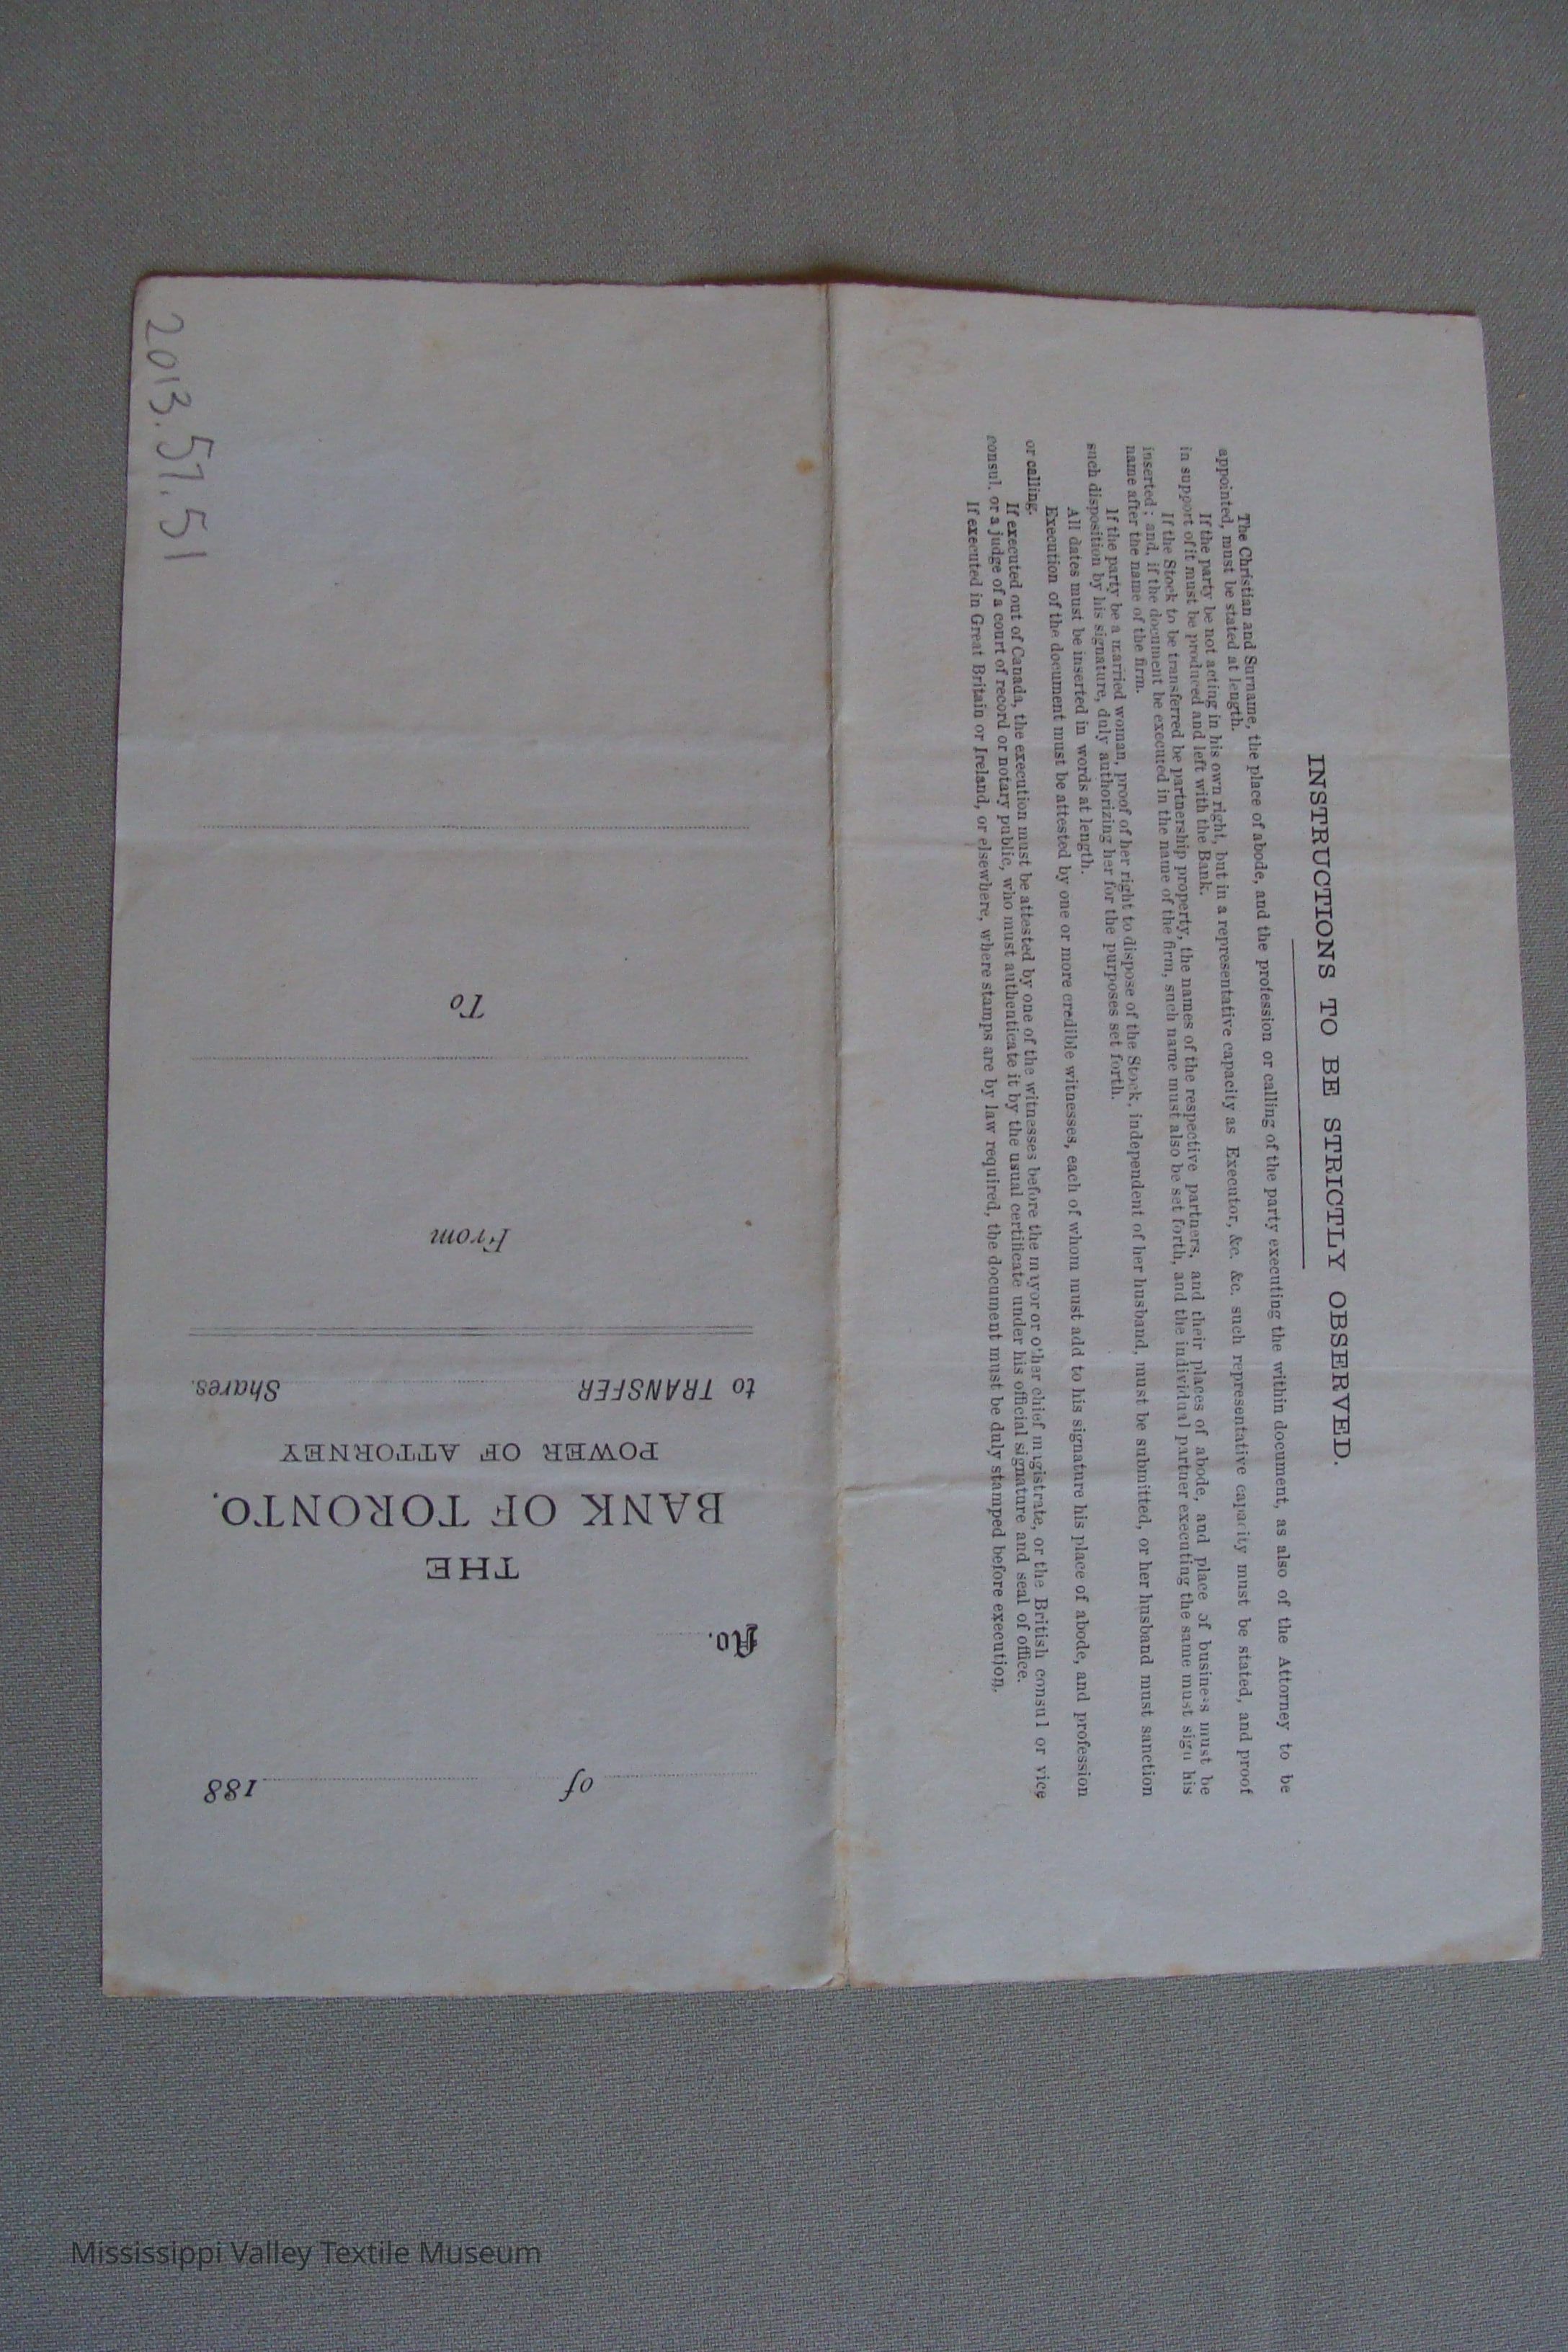 INSTRUCTIONS TO BE STRICTLY OBSERVED.
The Christian and Surname, the place of abode, and the profession or calling of the party executing the within document, as also of the Attorney to be
appointed, must be stated at length.
If the party be not acting in his own right, but in a representative capacity as Executor, &c. &c. such representative capacity must be stated, and proof
in support of it must be produced and left with the Bank.
If the Stock to be transferred be partnership property, the names of the respective partners, and their places of abode, and place of business must be
inserted; and, if the document be executed in the name of the firm, such name must also be set forth, and the individual partner executing the same must sign his
name after the name of the firm.
If the party be a married woman, proof of her right to dispose of the Stock, independent of her husband, must be submitted, or her husband must sanction
such disposition by his signature, duly authorizing her for the purposes set forth.
All dates must be inserted in words at length.
Execution of the document must be attested by one or more credible witnesses, each of whom must add to his signature his place of abode, and profession
or calling.
If executed out of Canada, the execution must be attested by one of the witnesses before the mayor or other chief magistrate, or the British consul or vice
consul, or a judge of a court of record or notary public, who must authenticate it by the usual certificate under his official signature and seal of office.
If executed in Great Britain or Ireland, or elsewhere, where stamps are by law required, the document must be duly stamped before execution.
of 188
No.
THE
BANK OF TORONTO.
POWER OF ATTORNEY
to TRANSFER Shares.
From
To
2013.57.51
Mississippi Valley Textile Museum